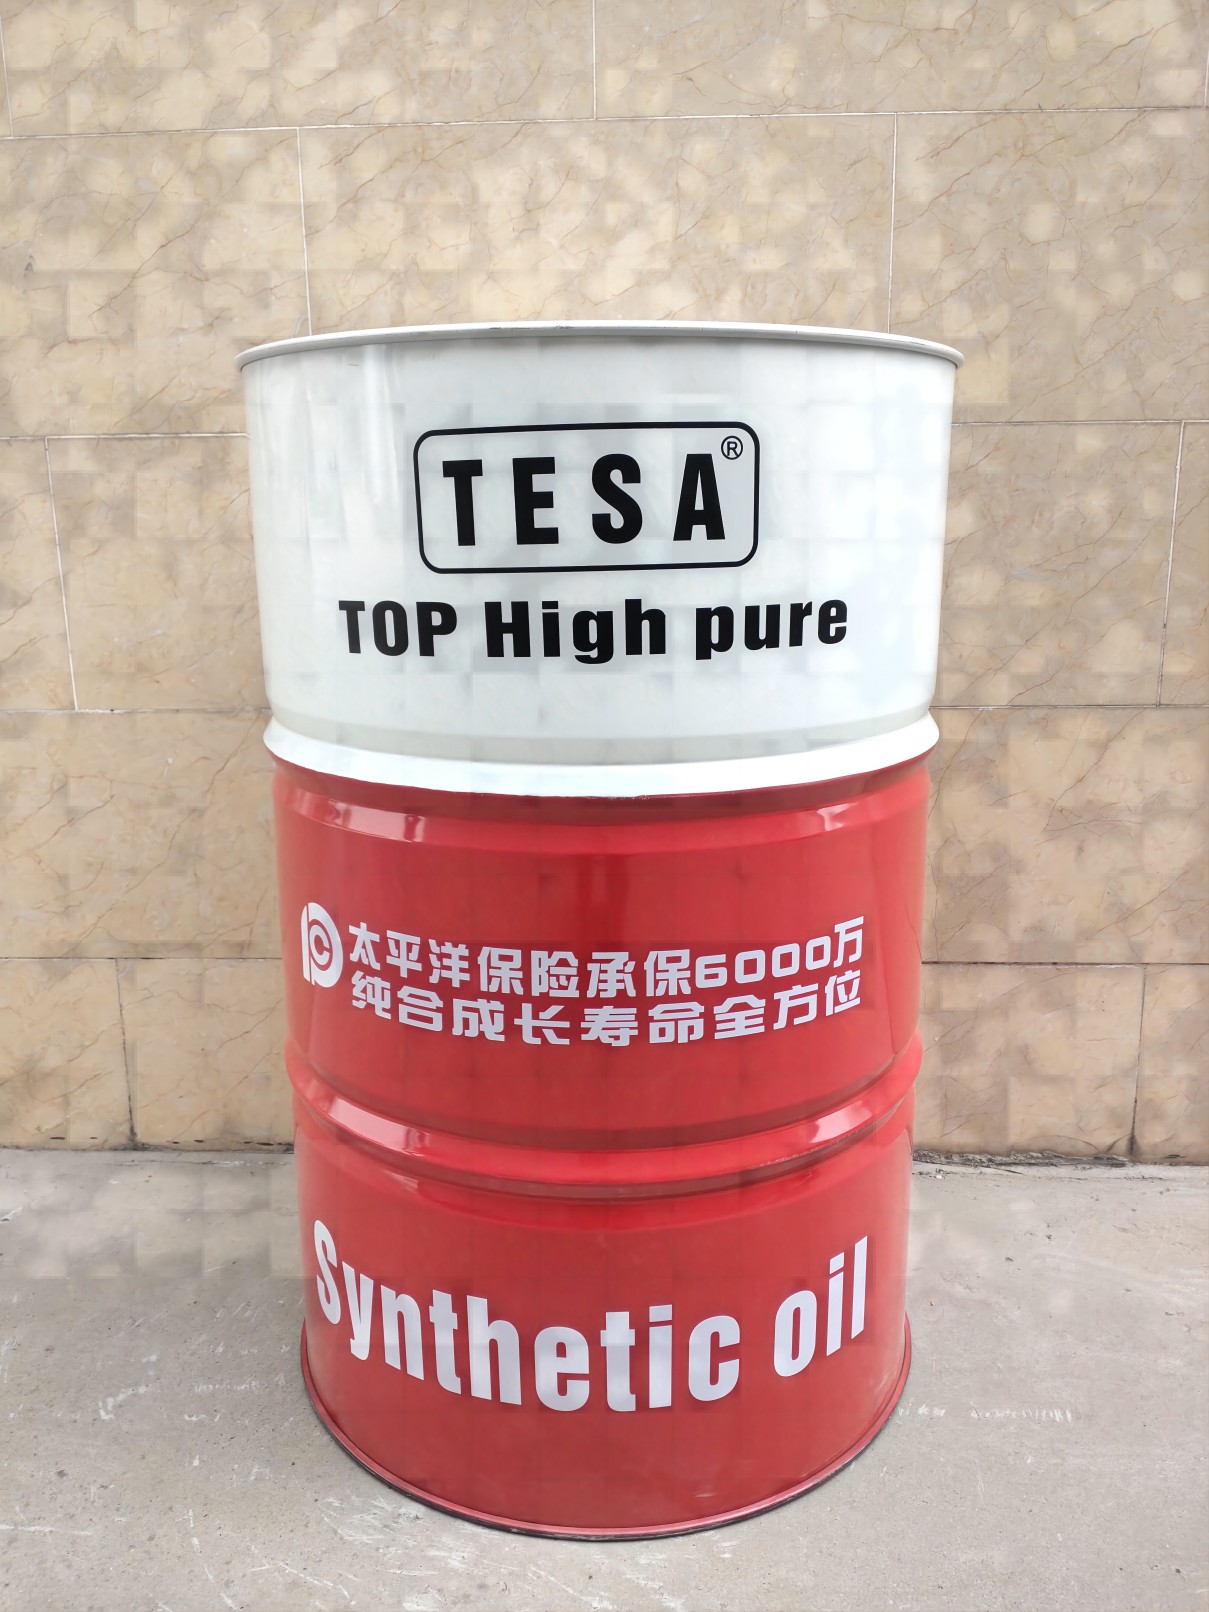 TESA®
TOP High pure
太平洋保险承保6000万
纯合成长寿命全方位
Synthetic oil